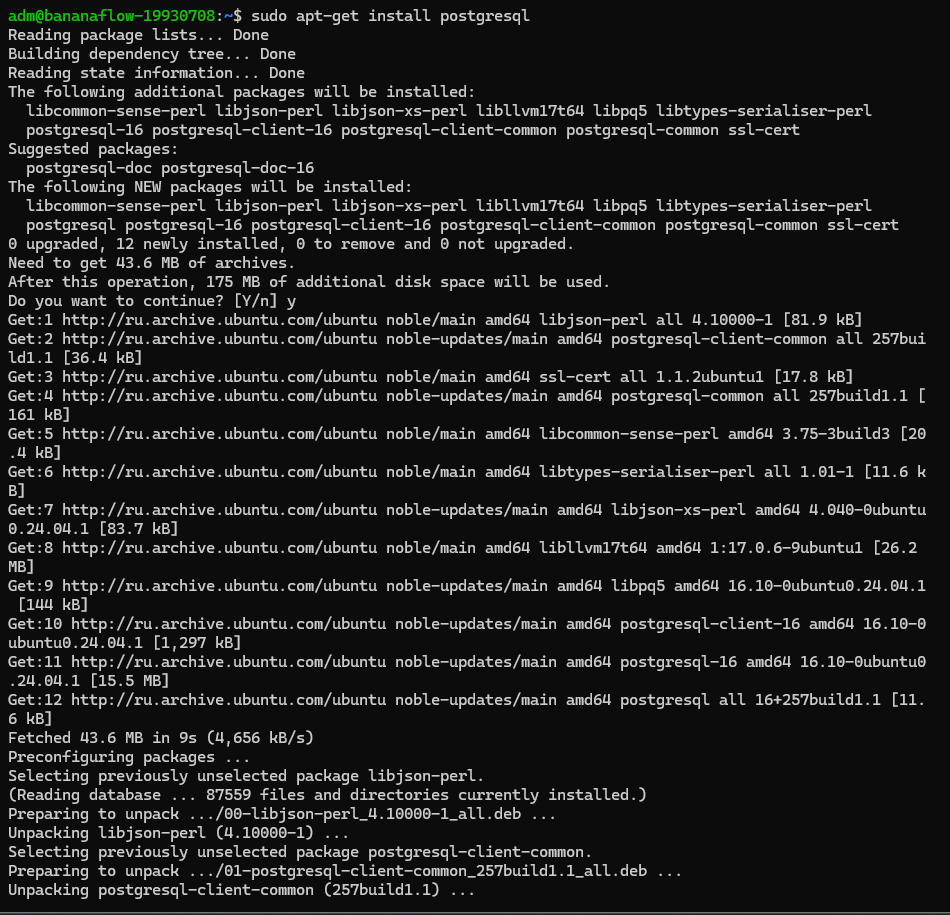 adm@bananaflow-19930708:~$ sudo apt-get install postgresql
Reading package lists... Done
Building dependency tree... Done
Reading state information... Done
The following additional packages will be installed:
  libcommon-sense-perl libjson-perl libjson-xs-perl libllvm17t64 libpq5 libtypes-serialiser-perl
  postgresql-16 postgresql-client-16 postgresql-client-common postgresql-common ssl-cert
Suggested packages:
  postgresql-doc postgresql-doc-16
The following NEW packages will be installed:
  libcommon-sense-perl libjson-perl libjson-xs-perl libllvm17t64 libpq5 libtypes-serialiser-perl
  postgresql postgresql-16 postgresql-client-16 postgresql-client-common postgresql-common ssl-cert
0 upgraded, 12 newly installed, 0 to remove and 0 not upgraded.
Need to get 43.6 MB of archives.
After this operation, 175 MB of additional disk space will be used.
Do you want to continue? [Y/n] y
Get:1 http://ru.archive.ubuntu.com/ubuntu noble/main amd64 libjson-perl all 4.10000-1 [81.9 kB]
Get:2 http://ru.archive.ubuntu.com/ubuntu noble-updates/main amd64 postgresql-client-common all 257bui
ld1.1 [36.4 kB]
Get:3 http://ru.archive.ubuntu.com/ubuntu noble/main amd64 ssl-cert all 1.1.2ubuntu1 [17.8 kB]
Get:4 http://ru.archive.ubuntu.com/ubuntu noble-updates/main amd64 postgresql-common all 257build1.1 [
161 kB]
Get:5 http://ru.archive.ubuntu.com/ubuntu noble/main amd64 libcommon-sense-perl amd64 3.75-3build3 [20
.4 kB]
Get:6 http://ru.archive.ubuntu.com/ubuntu noble/main amd64 libtypes-serialiser-perl all 1.01-1 [11.6 k
B]
Get:7 http://ru.archive.ubuntu.com/ubuntu noble-updates/main amd64 libjson-xs-perl amd64 4.040-0ubuntu
0.24.04.1 [83.7 kB]
Get:8 http://ru.archive.ubuntu.com/ubuntu noble/main amd64 libllvm17t64 amd64 1:17.0.6-9ubuntu1 [26.2
MB]
Get:9 http://ru.archive.ubuntu.com/ubuntu noble-updates/main amd64 libpq5 amd64 16.10-0ubuntu0.24.04.1
 [144 kB]
Get:10 http://ru.archive.ubuntu.com/ubuntu noble-updates/main amd64 postgresql-client-16 amd64 16.10-0
ubuntu0.24.04.1 [1,297 kB]
Get:11 http://ru.archive.ubuntu.com/ubuntu noble-updates/main amd64 postgresql-16 amd64 16.10-0ubuntu0
.24.04.1 [15.5 MB]
Get:12 http://ru.archive.ubuntu.com/ubuntu noble-updates/main amd64 postgresql all 16+257build1.1 [11.
6 kB]
Fetched 43.6 MB in 9s (4,656 kB/s)
Preconfiguring packages ...
Selecting previously unselected package libjson-perl.
(Reading database ... 87559 files and directories currently installed.)
Preparing to unpack .../00-libjson-perl_4.10000-1_all.deb ...
Unpacking libjson-perl (4.10000-1) ...
Selecting previously unselected package postgresql-client-common.
Preparing to unpack .../01-postgresql-client-common_257build1.1_all.deb ...
Unpacking postgresql-client-common (257build1.1) ...